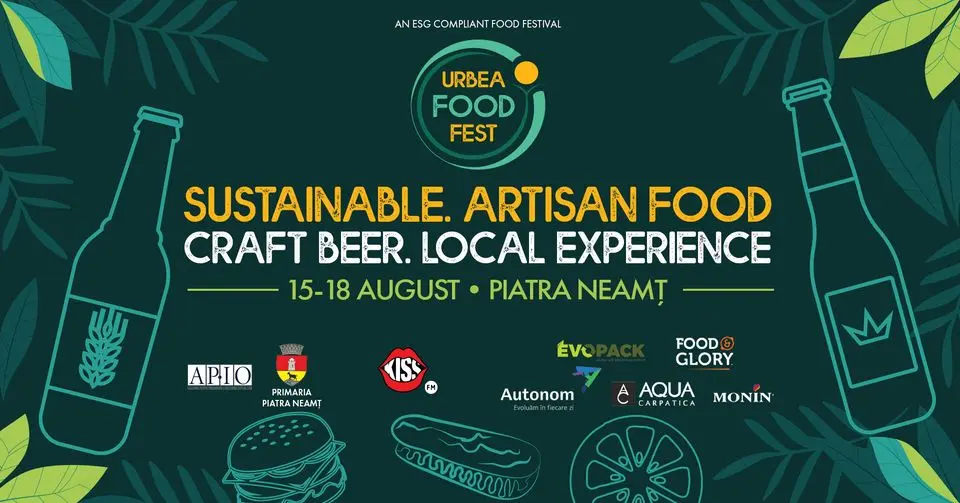 AN ESG COMPLIANT FOOD FESTIVAL
URBEA
FOOD
FEST
SUSTAINABLE. ARTISAN FOOD
CRAFT BEER. LOCAL EXPERIENCE
15-18 AUGUST • PIATRA NEAMȚ
APIO
PRIMARIA
PIATRA NEAMȚ
KISS
FM
EVOPACK
FOOD &
GLORY
Autonom
Evoluăm în fiecare zi
AC
AQUA
CARPATICA
MONIN